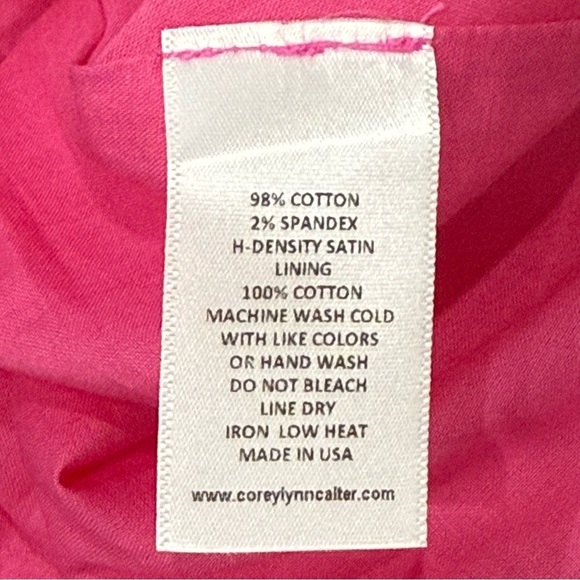 98% COTTON
2% SPANDEX
H-DENSITY SATIN
LINING
100% COTTON
MACHINE WASH COLD
WITH LIKE COLORS
OR HAND WASH
DO NOT BLEACH
LINE DRY
IRON LOW HEAT
MADE IN USA
www.coreylynncalter.com